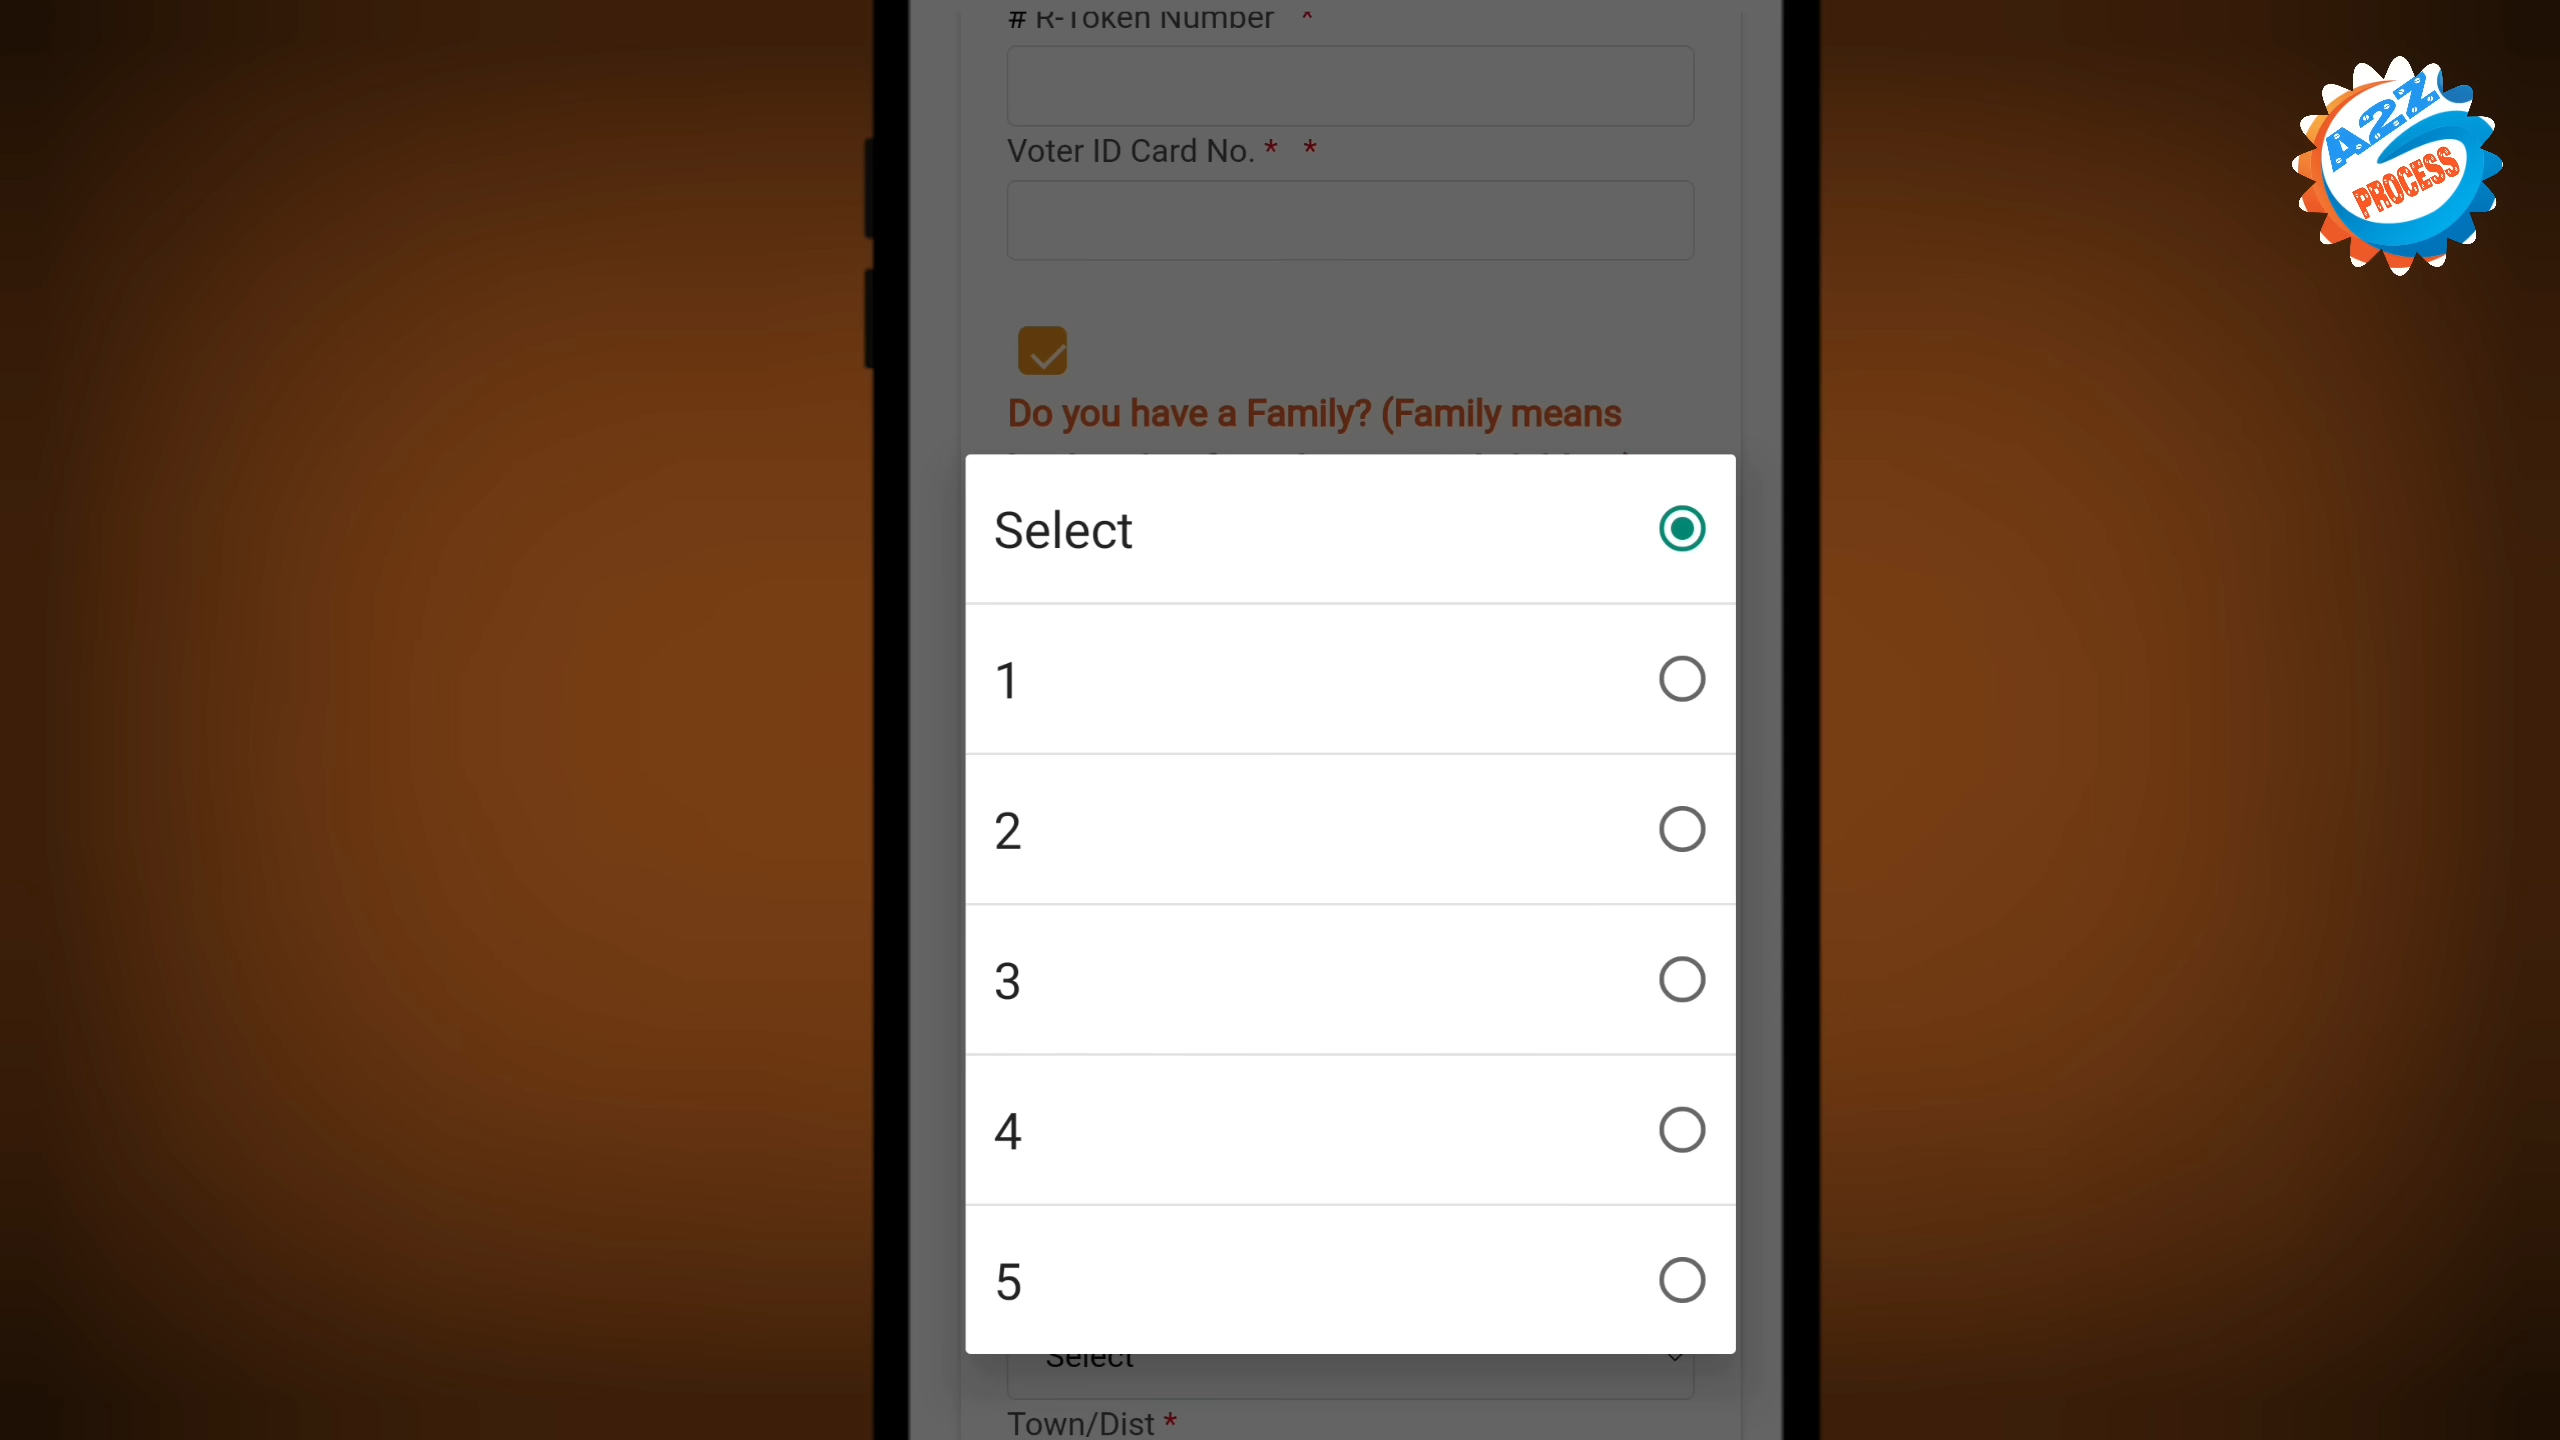 # R-Token Number *
Voter ID Card No. * *
Do you have a Family? (Family means
Select
1
2
3
4
5
Select
Town/Dist *
A2Z
PROCESS